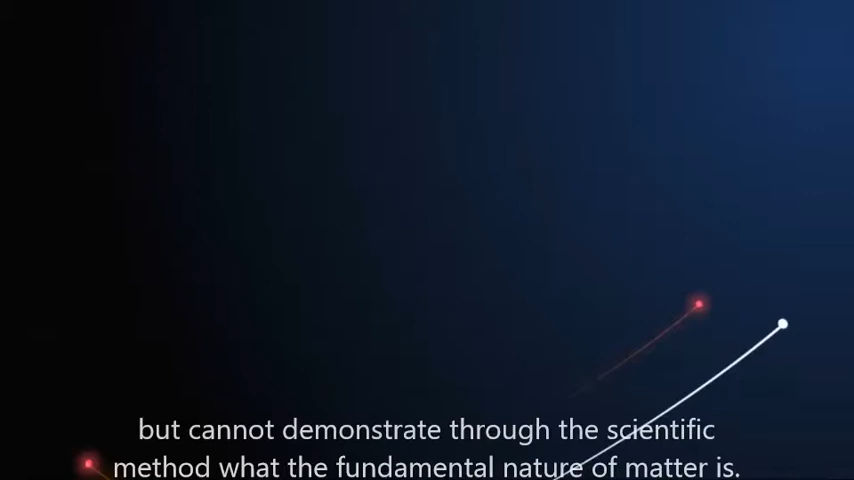 but cannot demonstrate through the scientific
method what the fundamental nature of matter is.